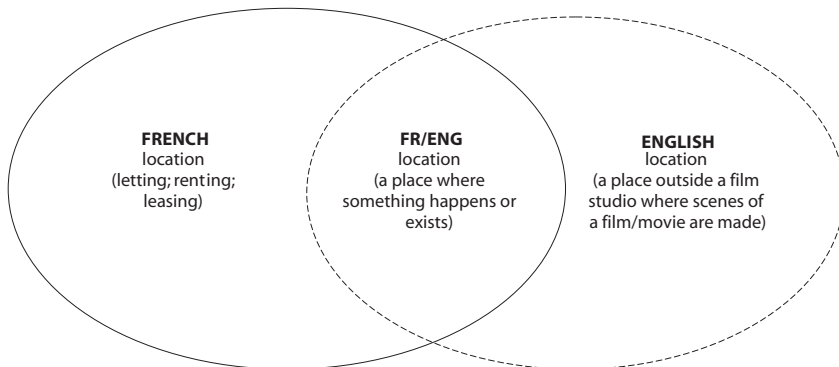 FRENCH
location
(letting; renting;
leasing)
FR/ENG
location
(a place where
something happens or
exists)
ENGLISH
location
(a place outside a film
studio where scenes of
a film/movie are made)